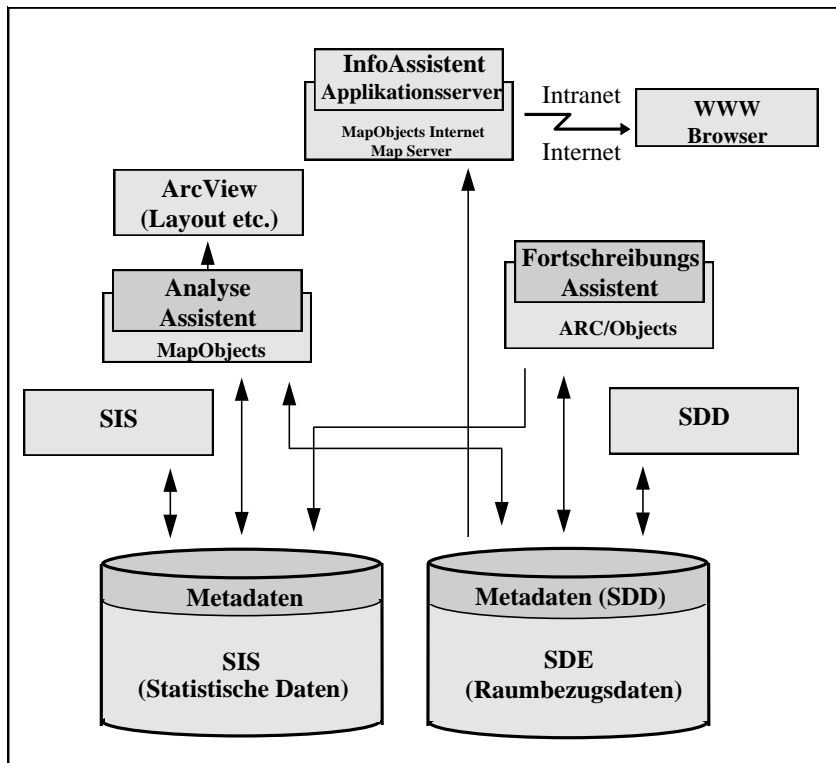 InfoAssistent
Applikationsserver
MapObjects Internet
Map Server
Intranet
Internet
WWW
Browser
ArcView
(Layout etc.)
Analyse
Assistent
MapObjects
Fortschreibungs
Assistent
ARC/Objects
SIS
SDD
Metadaten
SIS
(Statistische Daten)
Metadaten (SDD)
SDE
(Raumbezugsdaten)